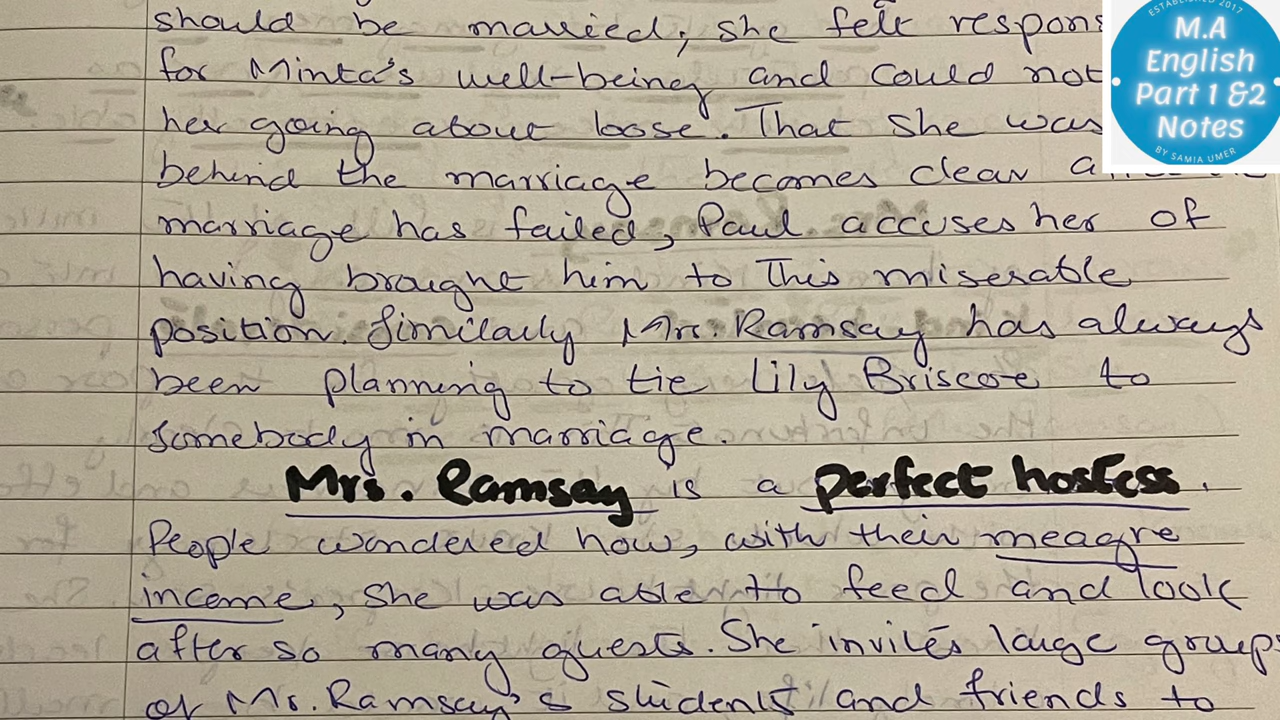 should be married, she felt respons
for Minta's well-being and could not
her going about loose. That she was
behind the marriage becomes clear
marriage has failed, Paul accuses her of
having brought him to this miserable
position. Similarly Mrs. Ramsay has always
been planning to tie Lily Briscoe to
somebody in marriage.
Mrs. Ramsay is a perfect hostess.
People wondered how, with their meagre
income, she was able to feed and look
after so many guests. She invites large groups
of Mr. Ramsay's students and friends to
ESTABLISHED 2017
M.A
English
Part 1 & 2
Notes
BY SAMIA UMER